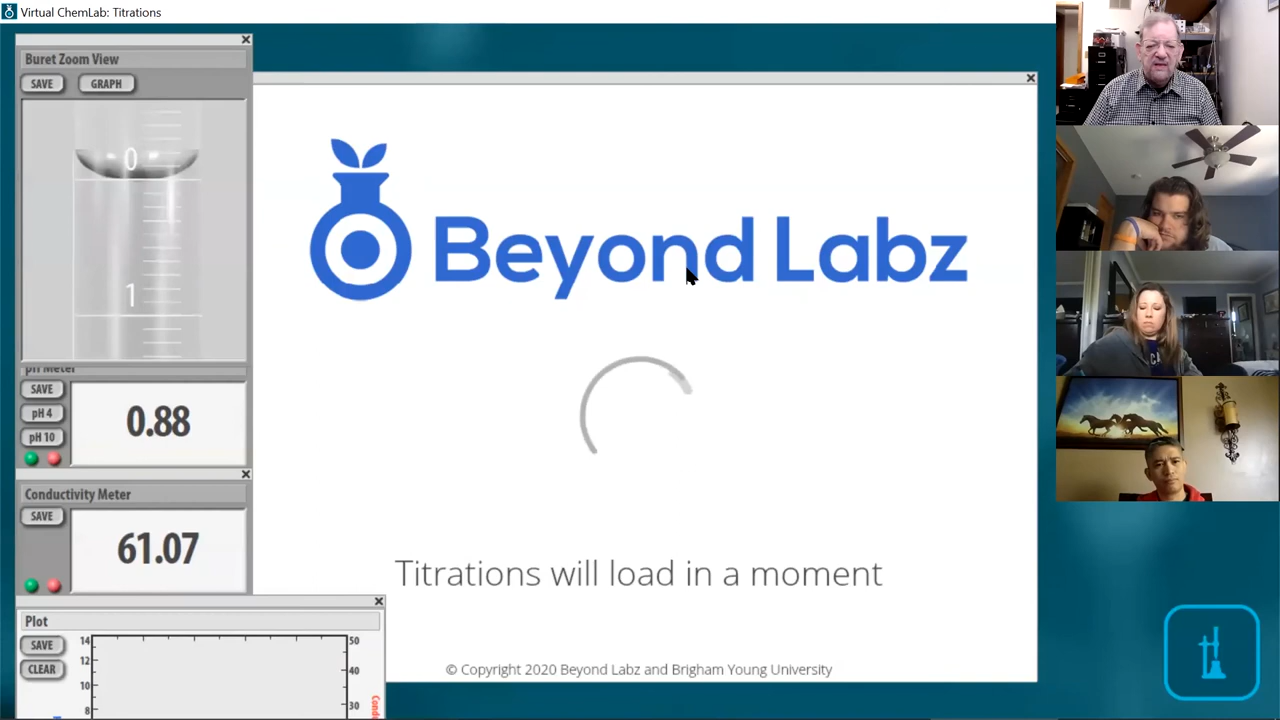 Virtual ChemLab: Titrations
Buret Zoom View
SAVE GRAPH
0
1
pH Meter
SAVE
pH 4
pH 10
0.88
Conductivity Meter
SAVE
61.07
Plot
SAVE
CLEAR
14
12
10
8
50
40
30
Beyond Labz
Titrations will load in a moment
© Copyright 2020 Beyond Labz and Brigham Young University